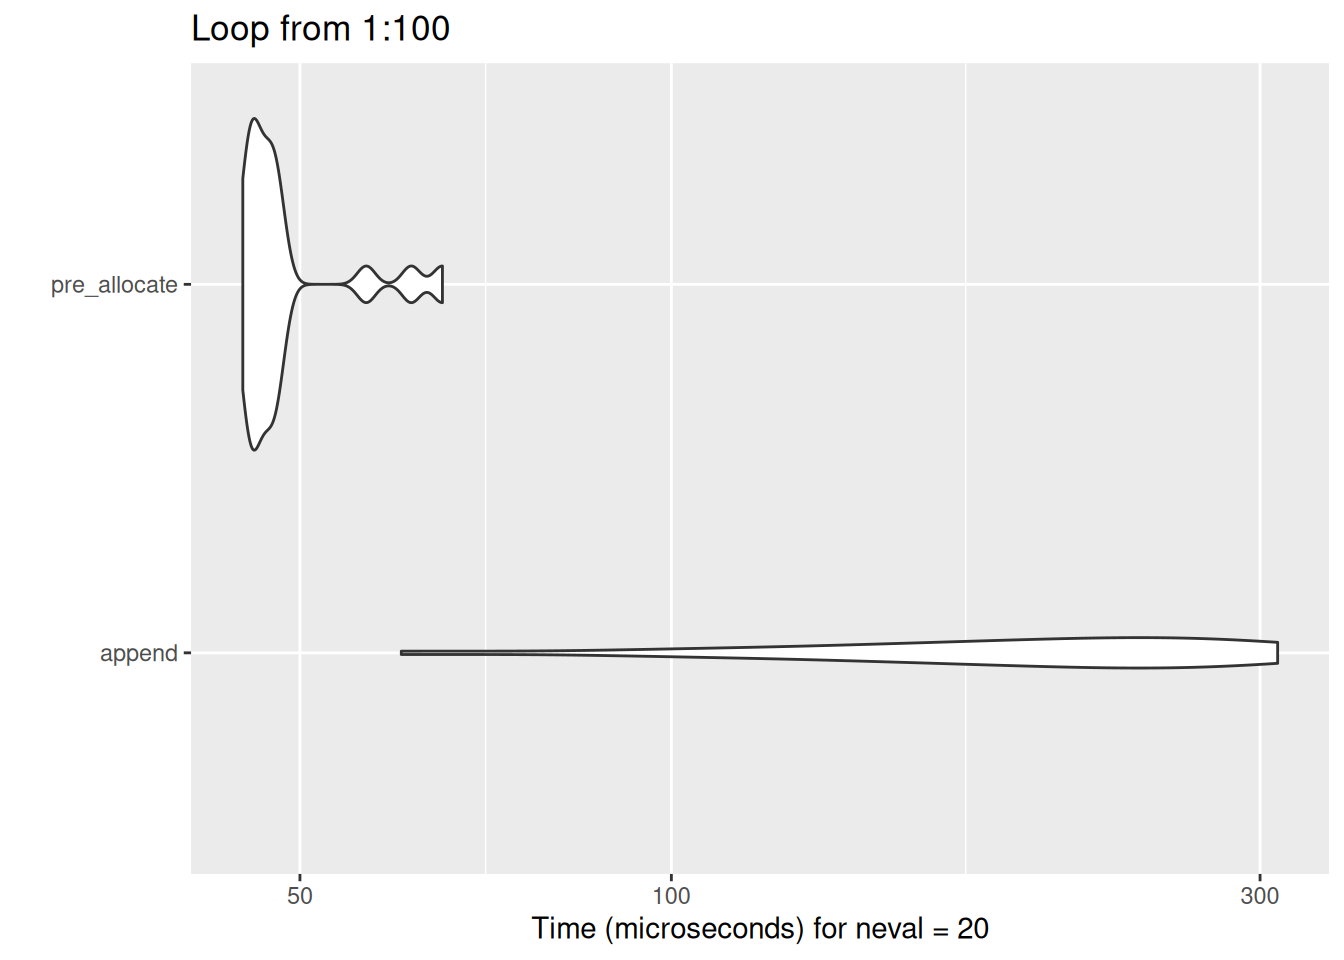 Loop from 1:100
pre_allocate
append
50 100 300
Time (microseconds) for neval = 20